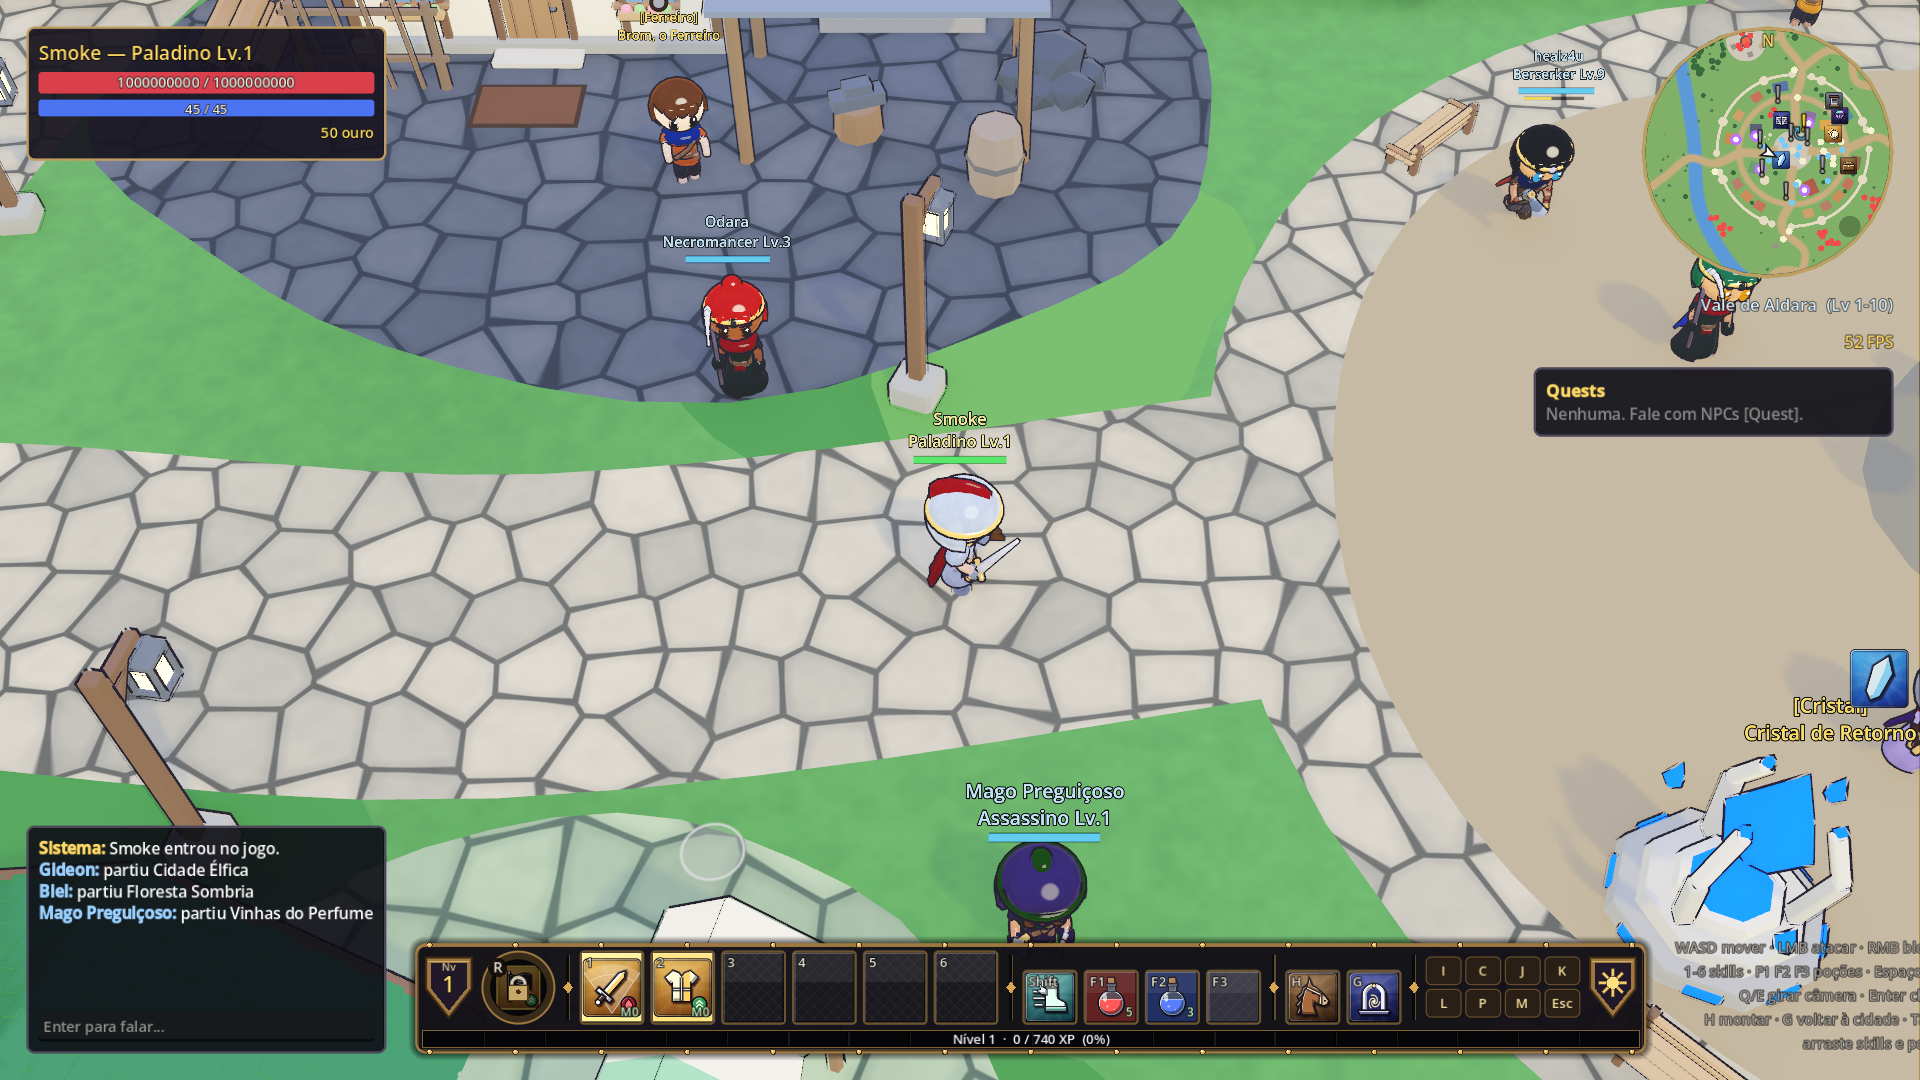 Smoke — Paladino Lv.1
1000000000 / 1000000000
45 / 45
50 ouro
[Ferreiro]
Brom, o Ferreiro
healz4u
Berserker Lv.9
N
Odara
Necromancer Lv.3
Vale de Aldara (Lv 1-10)
52 FPS
Quests
Nenhuma. Fale com NPCs [Quest].
Smoke
Paladino Lv.1
[Cristal]
Cristal de Retorno
Mago Preguiçoso
Assassino Lv.1
Sistema: Smoke entrou no jogo.
Gideon: partiu Cidade Élfica
Biel: partiu Floresta Sombria
Mago Preguiçoso: partiu Vinhas do Perfume
Enter para falar...
Nv
1
R
1
M0
2
M0
3
4
5
6
Shift
F1
5
F2
3
F3
H
G
I
C
J
K
L
P
M
Esc
Nível 1 · 0 / 740 XP (0%)
WASD mover · LMB atacar · RMB blo
1-6 skills · F1 F2 F3 poções · Espaço
Q/E girar câmera · Enter c
H montar · G voltar à cidade · T
arraste skills e po